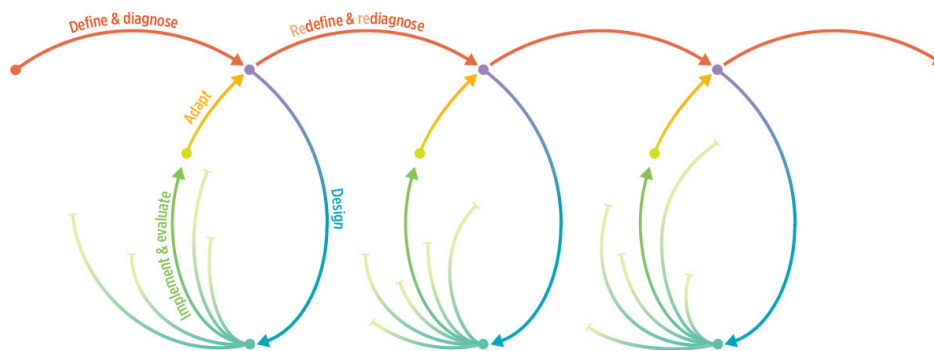 Define & diagnose
Redefine & rediagnose
Adapt
Implement & evaluate
Design